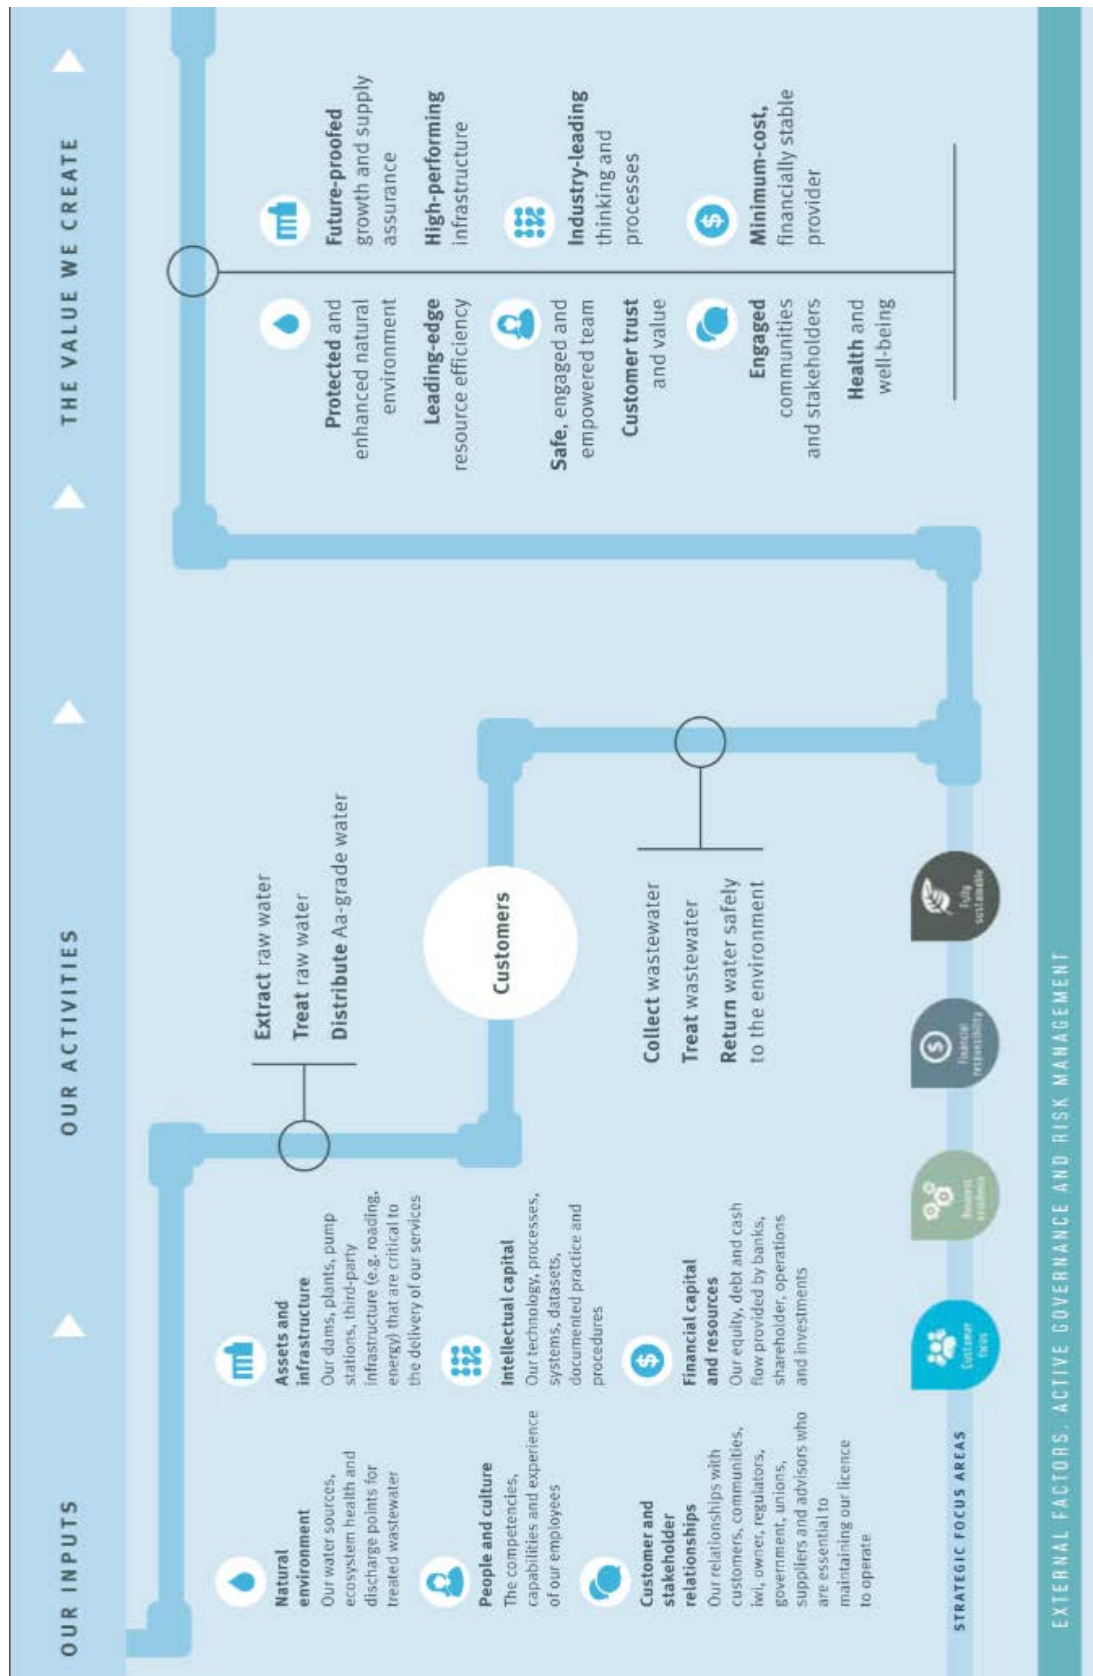 OUR INPUTS
OUR ACTIVITIES
THE VALUE WE CREATE
Natural
environment
Our water sources,
ecosystem health and
discharge points for
treated wastewater
Assets and
infrastructure
Our dams, plants, pump
stations, third-party
infrastructure (e.g. roading,
energy) that are critical to
the delivery of our services
People and culture
The competencies,
capabilities and experience
of our employees
Intellectual capital
Our technology, processes,
systems, datasets,
documented practice and
procedures
Customer and
stakeholder
relationships
Our relationships with
customers, communities,
iwi, owner, regulators,
government, unions,
suppliers and advisors who
are essential to
maintaining our licence
to operate
Financial capital
and resources
Our equity, debt and cash
flow provided by banks,
shareholder, operations
and investments
Extract raw water
Treat raw water
Distribute Aa-grade water
Customers
Collect wastewater
Treat wastewater
Return water safely
to the environment
Protected and
enhanced natural
environment
Leading-edge
resource efficiency
Safe, engaged and
empowered team
Customer trust
and value
Engaged
communities
and stakeholders
Health and
well-being
Future-proofed
growth and supply
assurance
High-performing
infrastructure
Industry-leading
thinking and
processes
Minimum-cost,
financially stable
provider
STRATEGIC FOCUS AREAS
Customer
focus
Business
Financial
responsibility
Fully
sustainable
EXTERNAL FACTORS, ACTIVE GOVERNANCE AND RISK MANAGEMENT